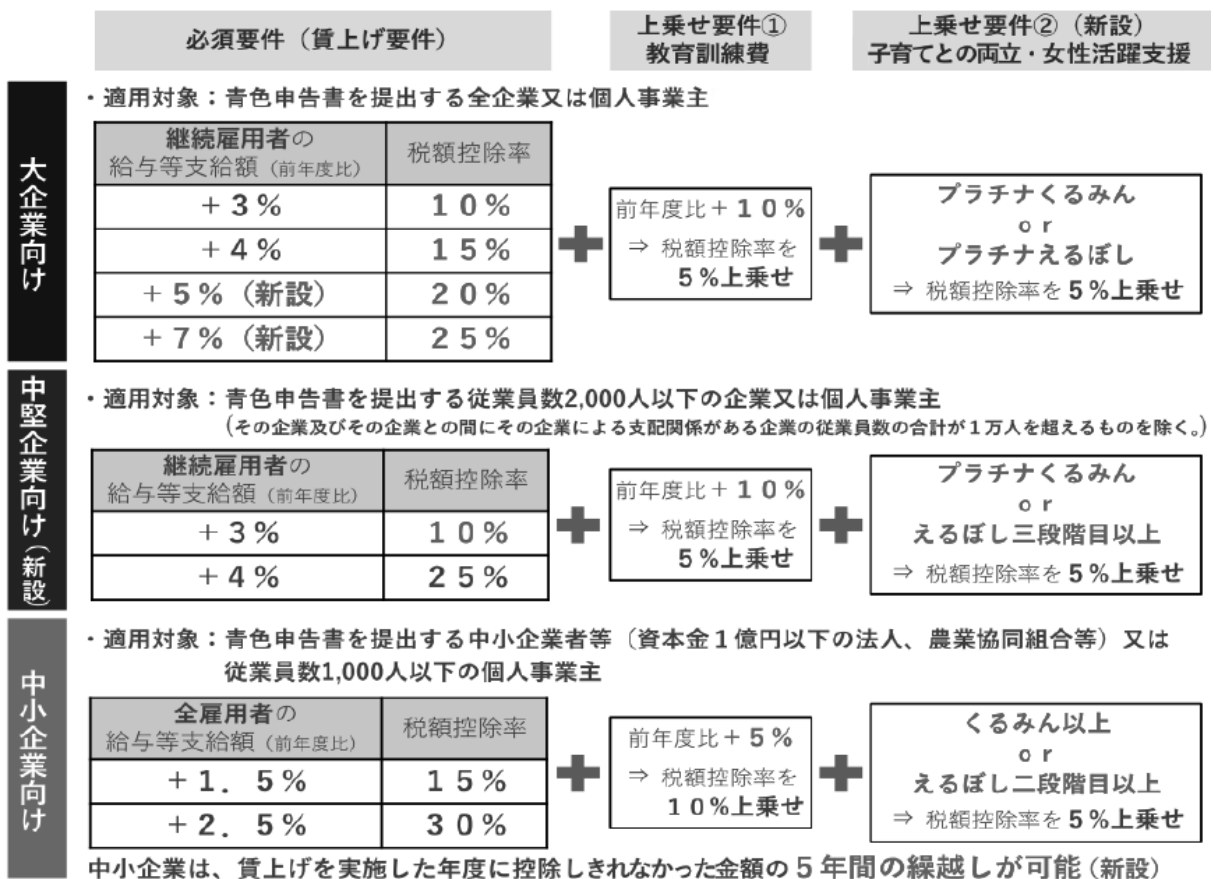 必須要件（賃上げ要件）
上乗せ要件①
教育訓練費
上乗せ要件②（新設）
子育てとの両立・女性活躍支援
大企業向け
・適用対象：青色申告書を提出する全企業又は個人事業主
継続雇用者の
給与等支給額（前年度比）
税額控除率
＋３％
１０％
＋４％
１５％
＋５％（新設）
２０％
＋７％（新設）
２５％
前年度比＋１０％
⇒ 税額控除率を
５％上乗せ
プラチナくるみん
ｏｒ
プラチナえるぼし
⇒ 税額控除率を５％上乗せ
中堅企業向け（新設）
・適用対象：青色申告書を提出する従業員数2,000人以下の企業又は個人事業主
（その企業及びその企業との間にその企業による支配関係がある企業の従業員数の合計が１万人を超えるものを除く。）
継続雇用者の
給与等支給額（前年度比）
税額控除率
＋３％
１０％
＋４％
２５％
前年度比＋１０％
⇒ 税額控除率を
５％上乗せ
プラチナくるみん
ｏｒ
えるぼし三段階目以上
⇒ 税額控除率を５％上乗せ
中小企業向け
・適用対象：青色申告書を提出する中小企業者等（資本金１億円以下の法人、農業協同組合等）又は
従業員数1,000人以下の個人事業主
全雇用者の
給与等支給額（前年度比）
税額控除率
＋１．５％
１５％
＋２．５％
３０％
前年度比＋５％
⇒ 税額控除率を
１０％上乗せ
くるみん以上
ｏｒ
えるぼし二段階目以上
⇒ 税額控除率を５％上乗せ
中小企業は、賃上げを実施した年度に控除しきれなかった金額の５年間の繰越しが可能（新設）